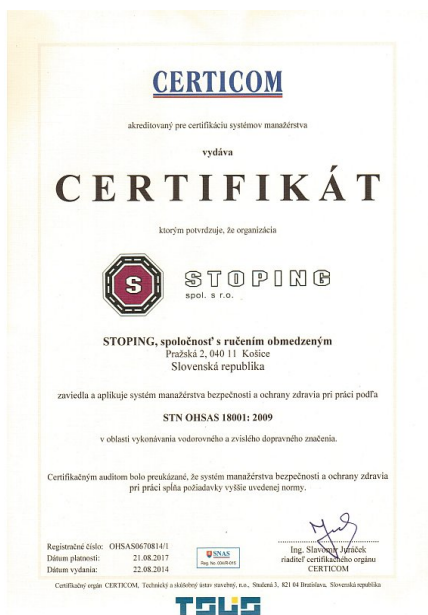 CERTICOM
akreditovaný pre certifikáciu systémov manažérstva
vydáva
CERTIFIKÁT
ktorým potvrdzuje, že organizácia
S
STOPING
spol. s r.o.
STOPING, spoločnosť s ručením obmedzeným
Pražská 2, 040 11 Košice
Slovenská republika
zaviedla a aplikuje systém manažérstva bezpečnosti a ochrany zdravia pri práci podľa
STN OHSAS 18001: 2009
v oblasti vykonávania vodorovného a zvislého dopravného značenia.
Certifikačným auditom bolo preukázané, že systém manažérstva bezpečnosti a ochrany zdravia
pri práci spĺňa požiadavky vyššie uvedenej normy.
Registračné číslo: OHSAS0670814/1
Dátum platnosti: 21.08.2017
Dátum vydania: 22.08.2014
SNAS
Ing. Slavomír Juráček
riaditeľ certifikačného orgánu
CERTICOM
Certifikačný orgán CERTICOM, Technický a skúšobný ústav stavebný, n.o., Studená 3, 821 04 Bratislava, Slovenská republika
TSUS